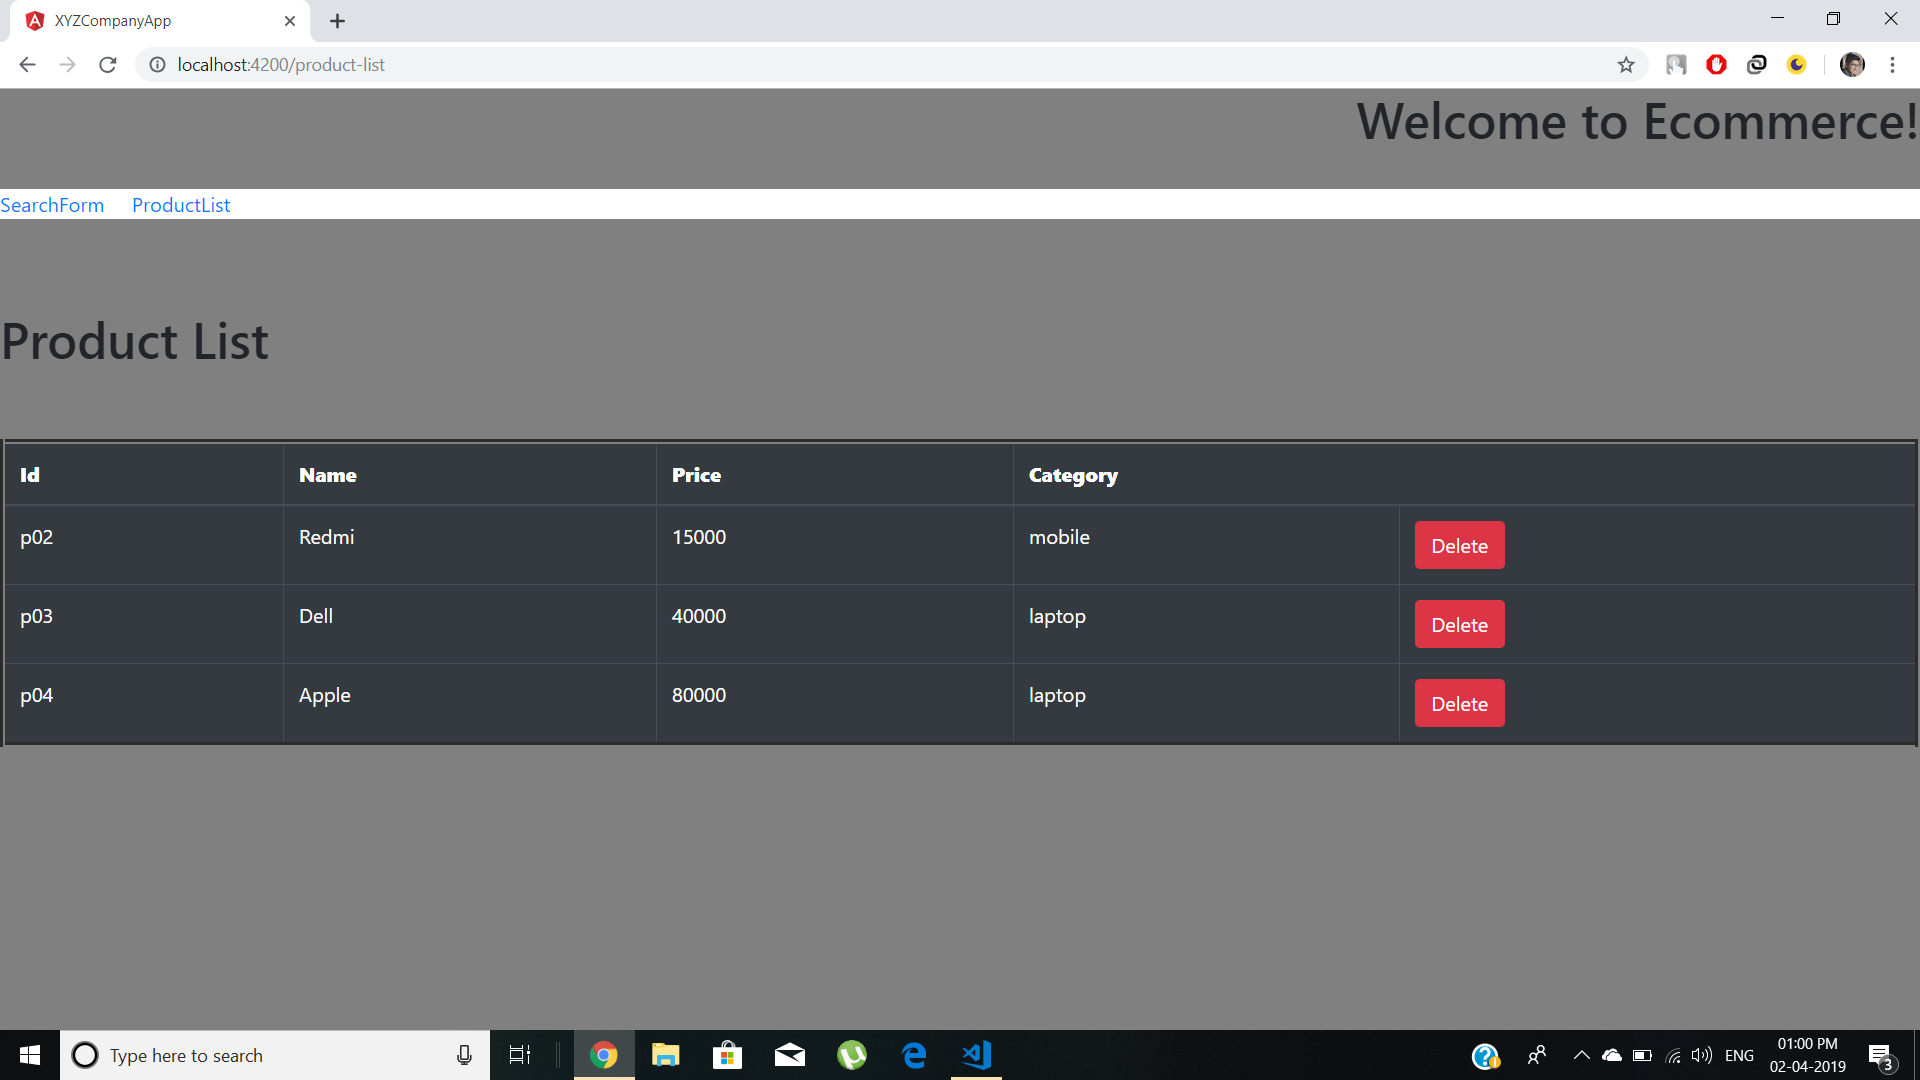 XYZCompanyApp
localhost:4200/product-list
Welcome to Ecommerce!
SearchForm ProductList
Product List
Id Name Price Category
p02 Redmi 15000 mobile Delete
p03 Dell 40000 laptop Delete
p04 Apple 80000 laptop Delete
Type here to search
ENG
01:00 PM
02-04-2019
3